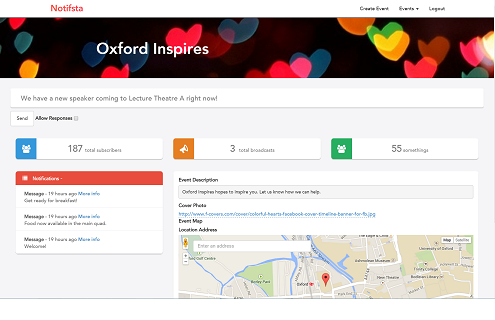 Notifsta
Create Event Events Logout
Oxford Inspires
We have a new speaker coming to Lecture Theatre A right now!
Send Allow Responses
187 total subscribers
3 total broadcasts
55 somethings
Notifications -
Message - 19 hours ago More info
Get ready for breakfast!
Message - 19 hours ago More info
Food now available in the main quad.
Message - 19 hours ago More info
Welcome!
Event Description
Oxford Inspires hopes to inspire you. Let us know how we can help.
Cover Photo
http://www.f-covers.com/cover/colorful-hearts-facebook-cover-timeline-banner-for-fb.jpg
Event Map
Location Address
Enter an address
Map Satellite
Ashmolean Museum
University of Oxford
Trinity College
Bodleian Library
New Theatre
Oxford